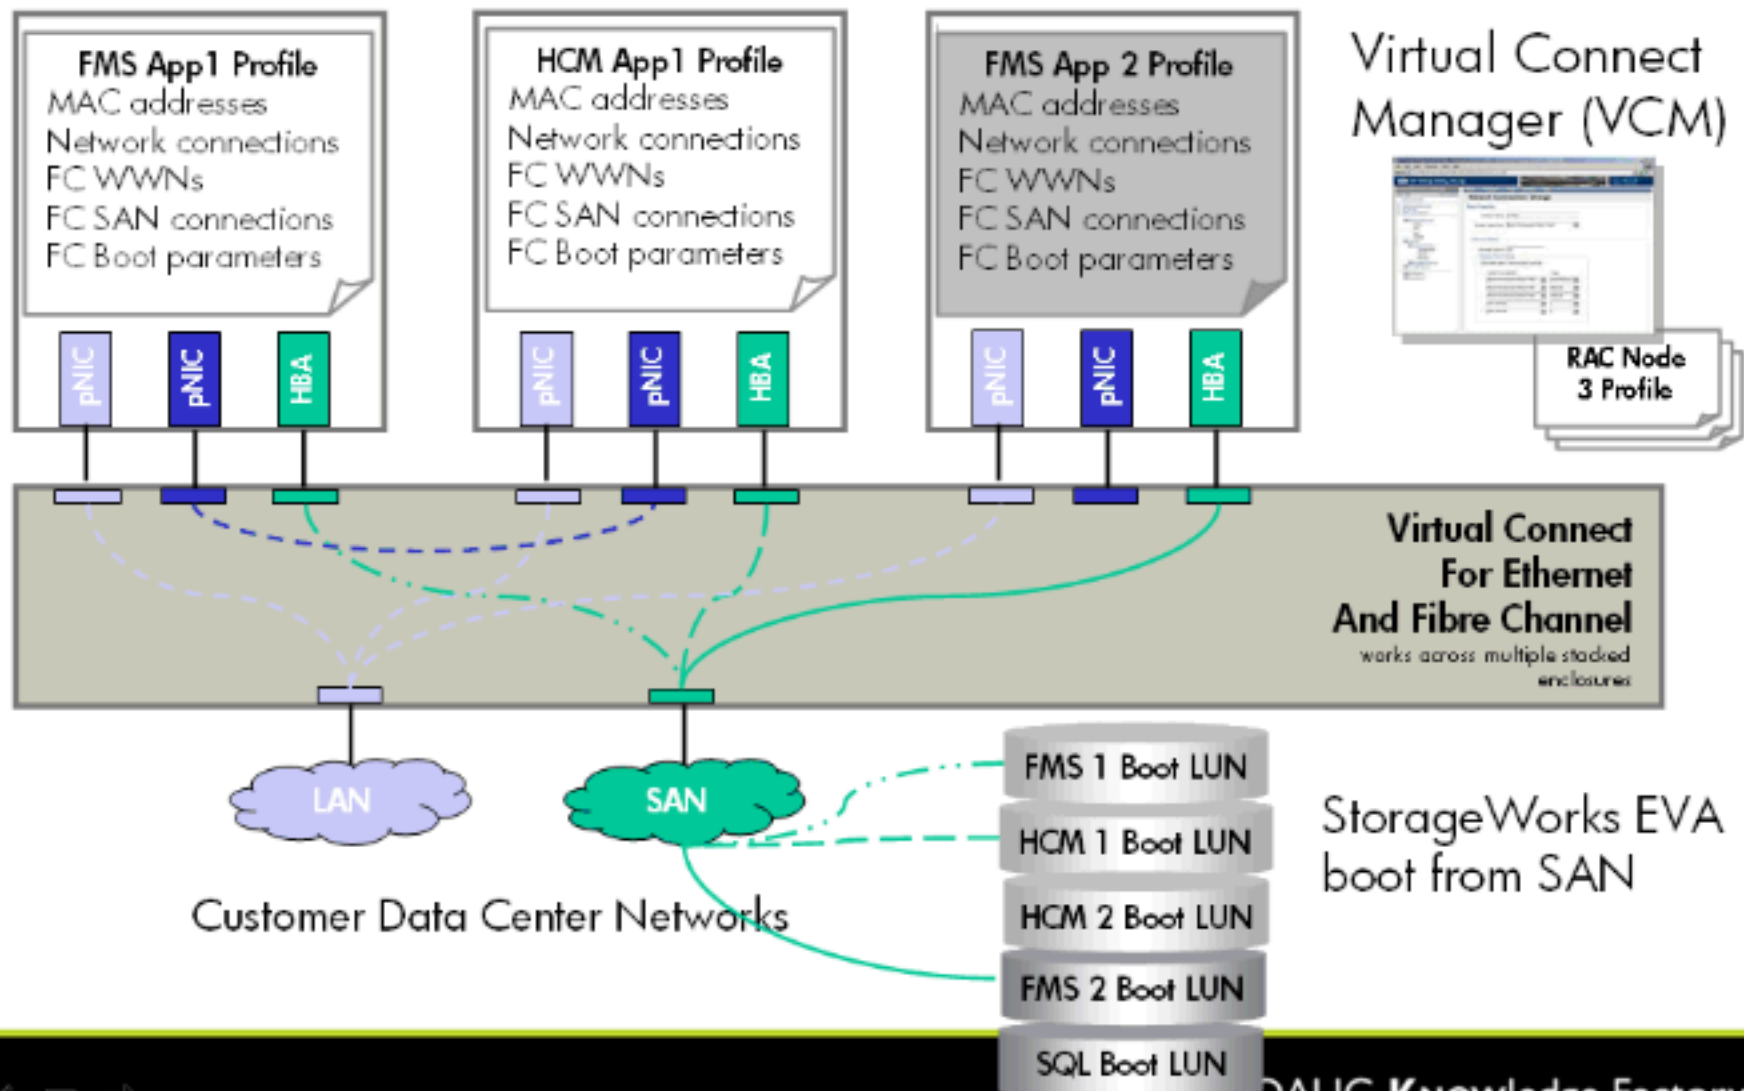 FMS App1 Profile
MAC addresses
Network connections
FC WWNs
FC SAN connections
FC Boot parameters
pNIC
pNIC
HBA
HCM App1 Profile
MAC addresses
Network connections
FC WWNs
FC SAN connections
FC Boot parameters
pNIC
pNIC
HBA
FMS App 2 Profile
MAC addresses
Network connections
FC WWNs
FC SAN connections
FC Boot parameters
pNIC
pNIC
HBA
Virtual Connect
Manager (VCM)
RAC Node
3 Profile
Virtual Connect
For Ethernet
And Fibre Channel
works across multiple stacked
enclosures
LAN
SAN
Customer Data Center Networks
FMS 1 Boot LUN
HCM 1 Boot LUN
HCM 2 Boot LUN
FMS 2 Boot LUN
SQL Boot LUN
StorageWorks EVA
boot from SAN
Knowledge Factory